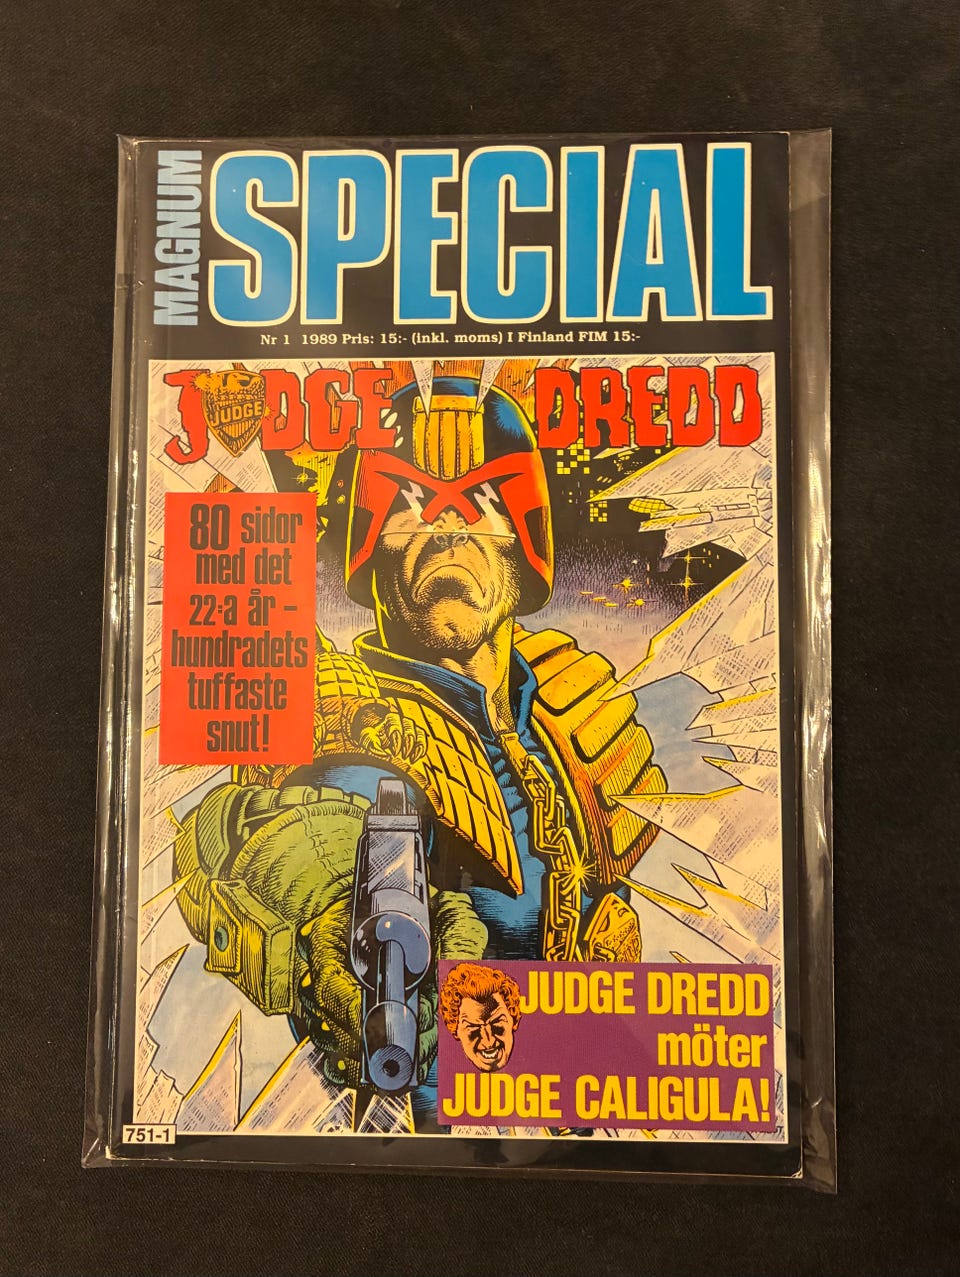 MAGNUM
SPECIAL
Nr 1 1989 Pris: 15:- (inkl. moms) I Finland FIM 15:-
JUDGE DREDD
JUDGE
80 sidor
med det
22:a år-
hundradets
tuffaste
snut!
JUDGE DREDD
möter
JUDGE CALIGULA!
751-1